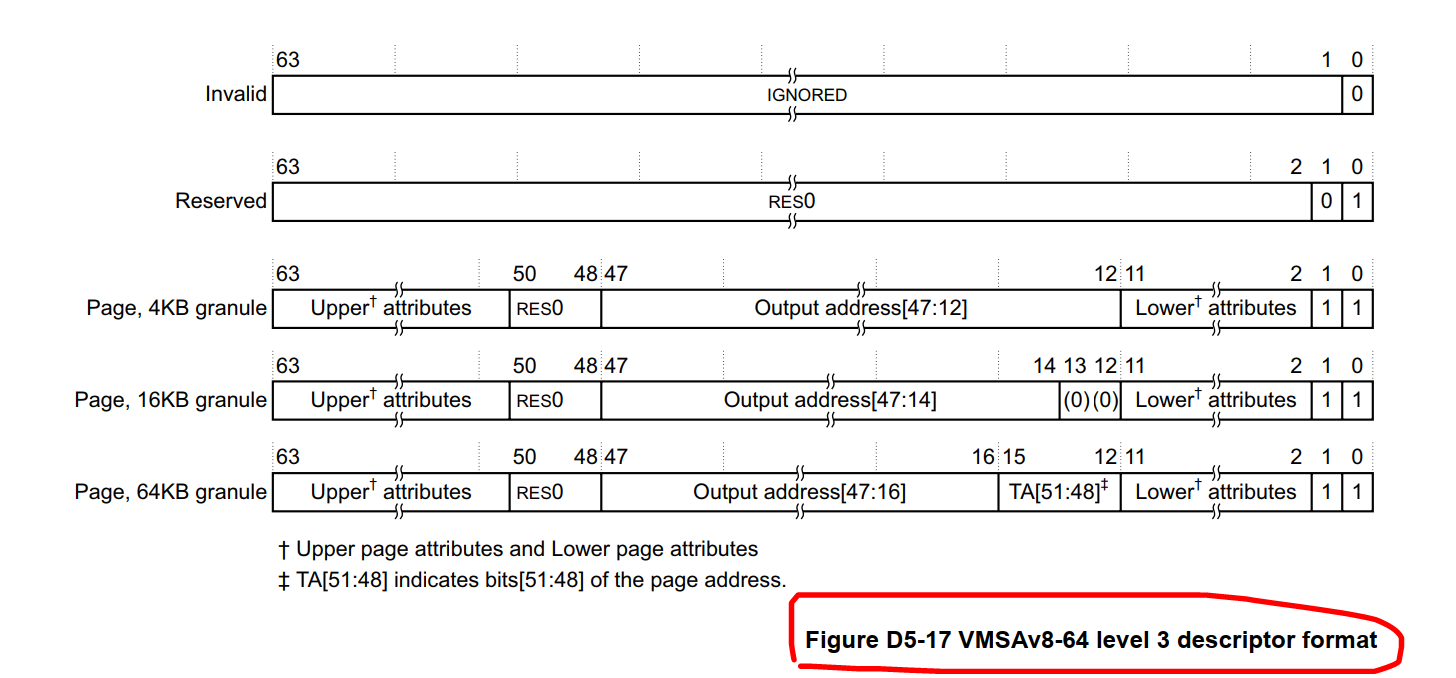 63 1 0
Invalid IGNORED 0
63 2 1 0
Reserved RES0 0 1
63 50 48 47 12 11 2 1 0
Page, 4KB granule Upper† attributes RES0 Output address[47:12] Lower† attributes 1 1
63 50 48 47 14 13 12 11 2 1 0
Page, 16KB granule Upper† attributes RES0 Output address[47:14] (0) (0) Lower† attributes 1 1
63 50 48 47 16 15 12 11 2 1 0
Page, 64KB granule Upper† attributes RES0 Output address[47:16] TA[51:48]‡ Lower† attributes 1 1
† Upper page attributes and Lower page attributes
‡ TA[51:48] indicates bits[51:48] of the page address.
Figure D5-17 VMSAv8-64 level 3 descriptor format